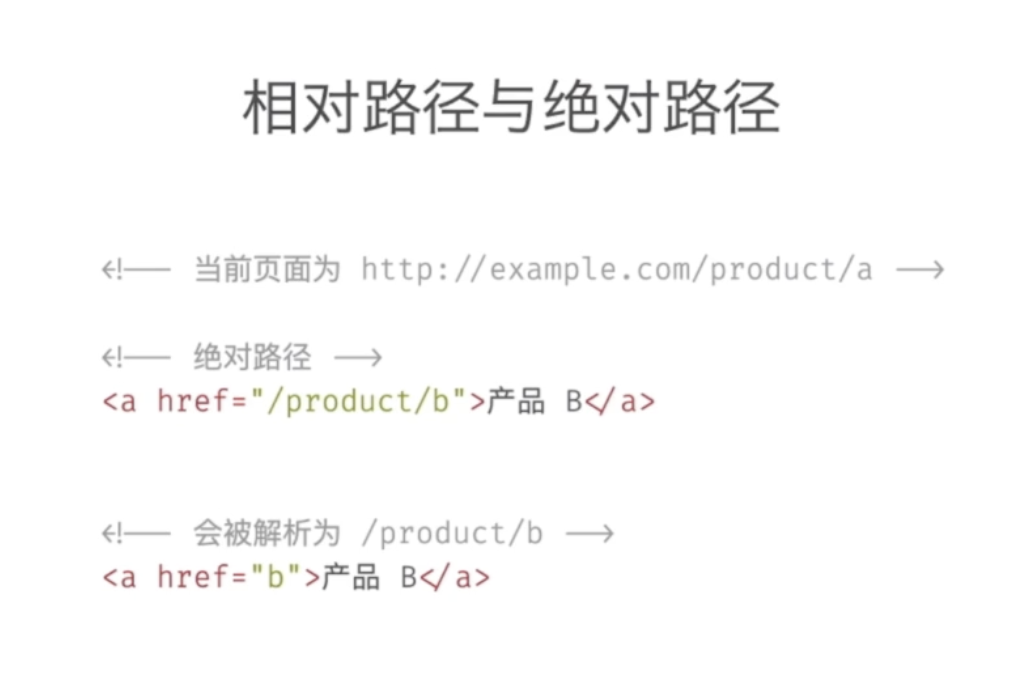 相对路径与绝对路径
<!-- 当前页面为 http://example.com/product/a -->
<!-- 绝对路径 -->
<a href="/product/b">产品 B</a>
<!-- 会被解析为 /product/b -->
<a href="b">产品 B</a>